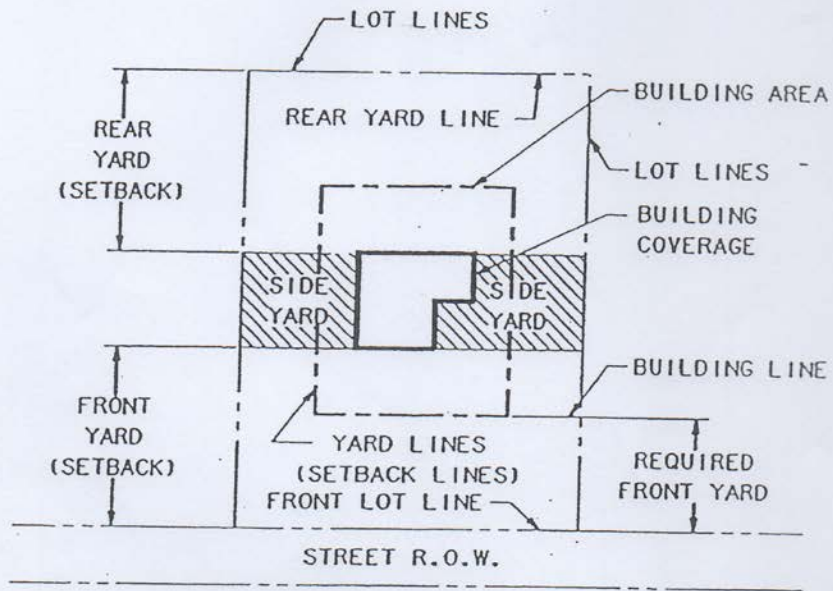 LOT LINES
BUILDING AREA
REAR YARD LINE
REAR
YARD
(SETBACK)
LOT LINES
BUILDING
COVERAGE
SIDE
YARD
SIDE
YARD
BUILDING LINE
FRONT
YARD
(SETBACK)
YARD LINES
(SETBACK LINES)
REQUIRED
FRONT YARD
FRONT LOT LINE
STREET R.O.W.